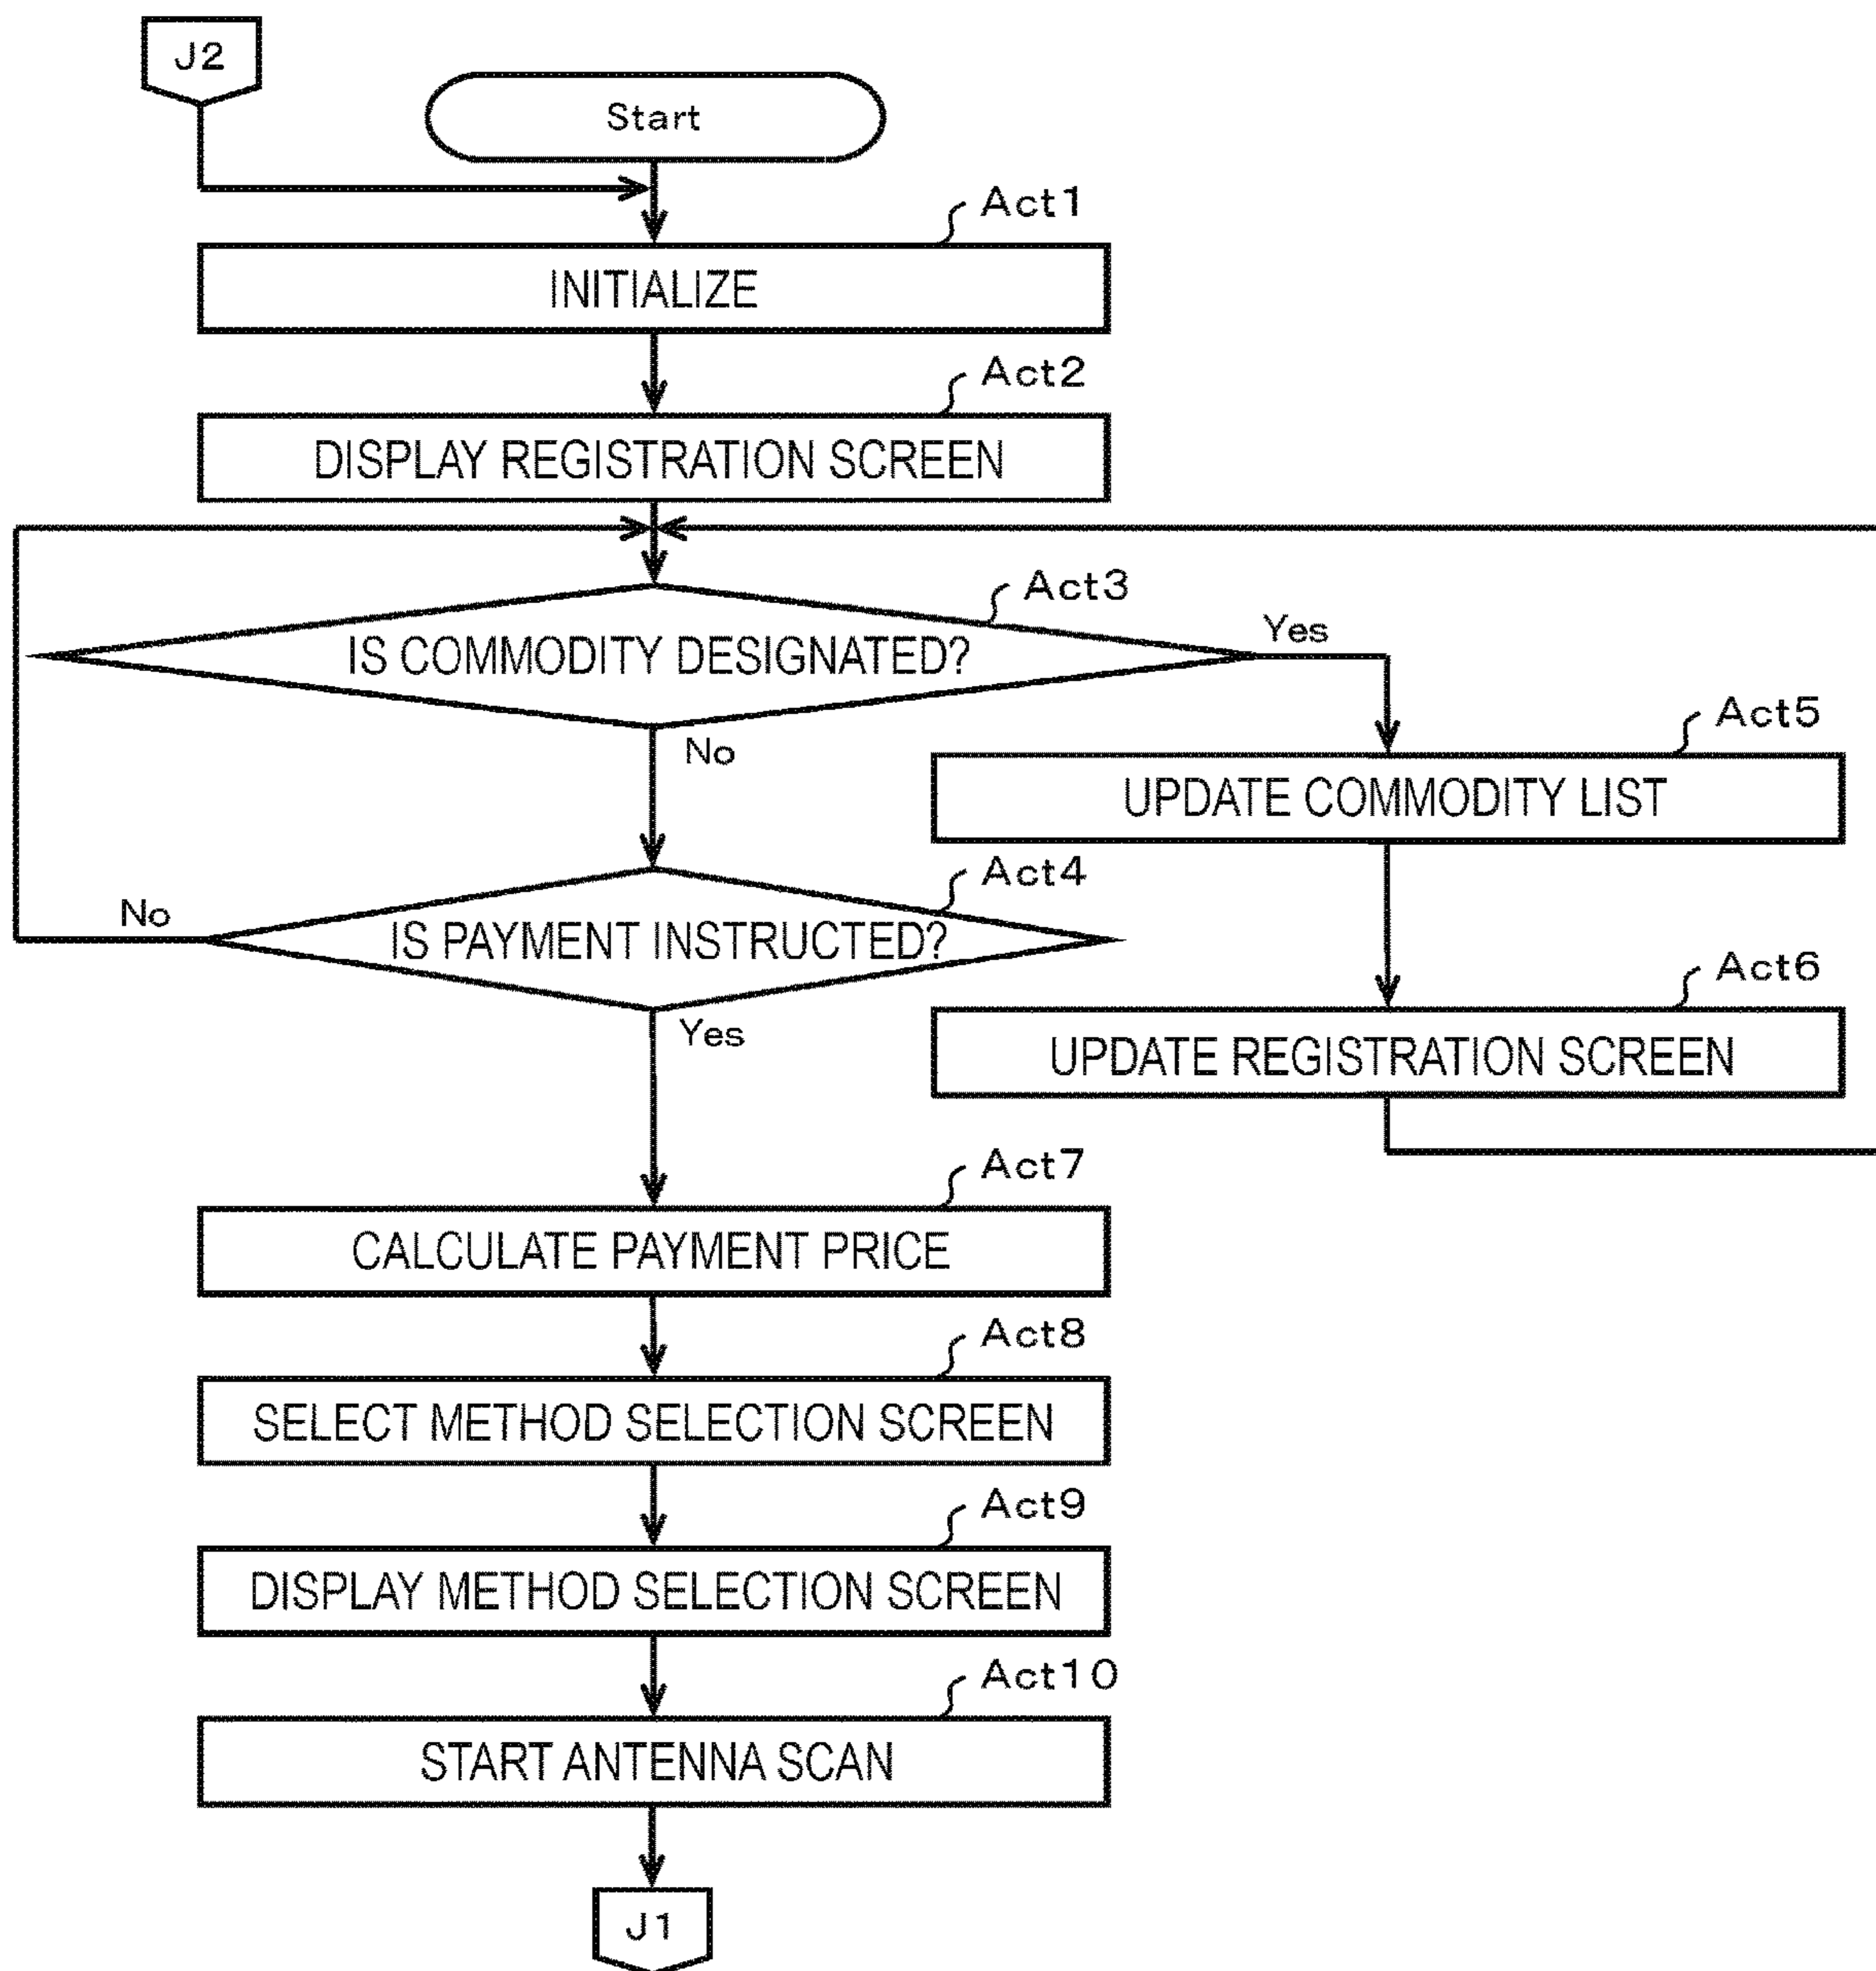 J2
Start
Act1
INITIALIZE
Act2
DISPLAY REGISTRATION SCREEN
Act3
IS COMMODITY DESIGNATED?
Yes
No
Act5
UPDATE COMMODITY LIST
Act4
IS PAYMENT INSTRUCTED?
No
Yes
Act6
UPDATE REGISTRATION SCREEN
Act7
CALCULATE PAYMENT PRICE
Act8
SELECT METHOD SELECTION SCREEN
Act9
DISPLAY METHOD SELECTION SCREEN
Act10
START ANTENNA SCAN
J1